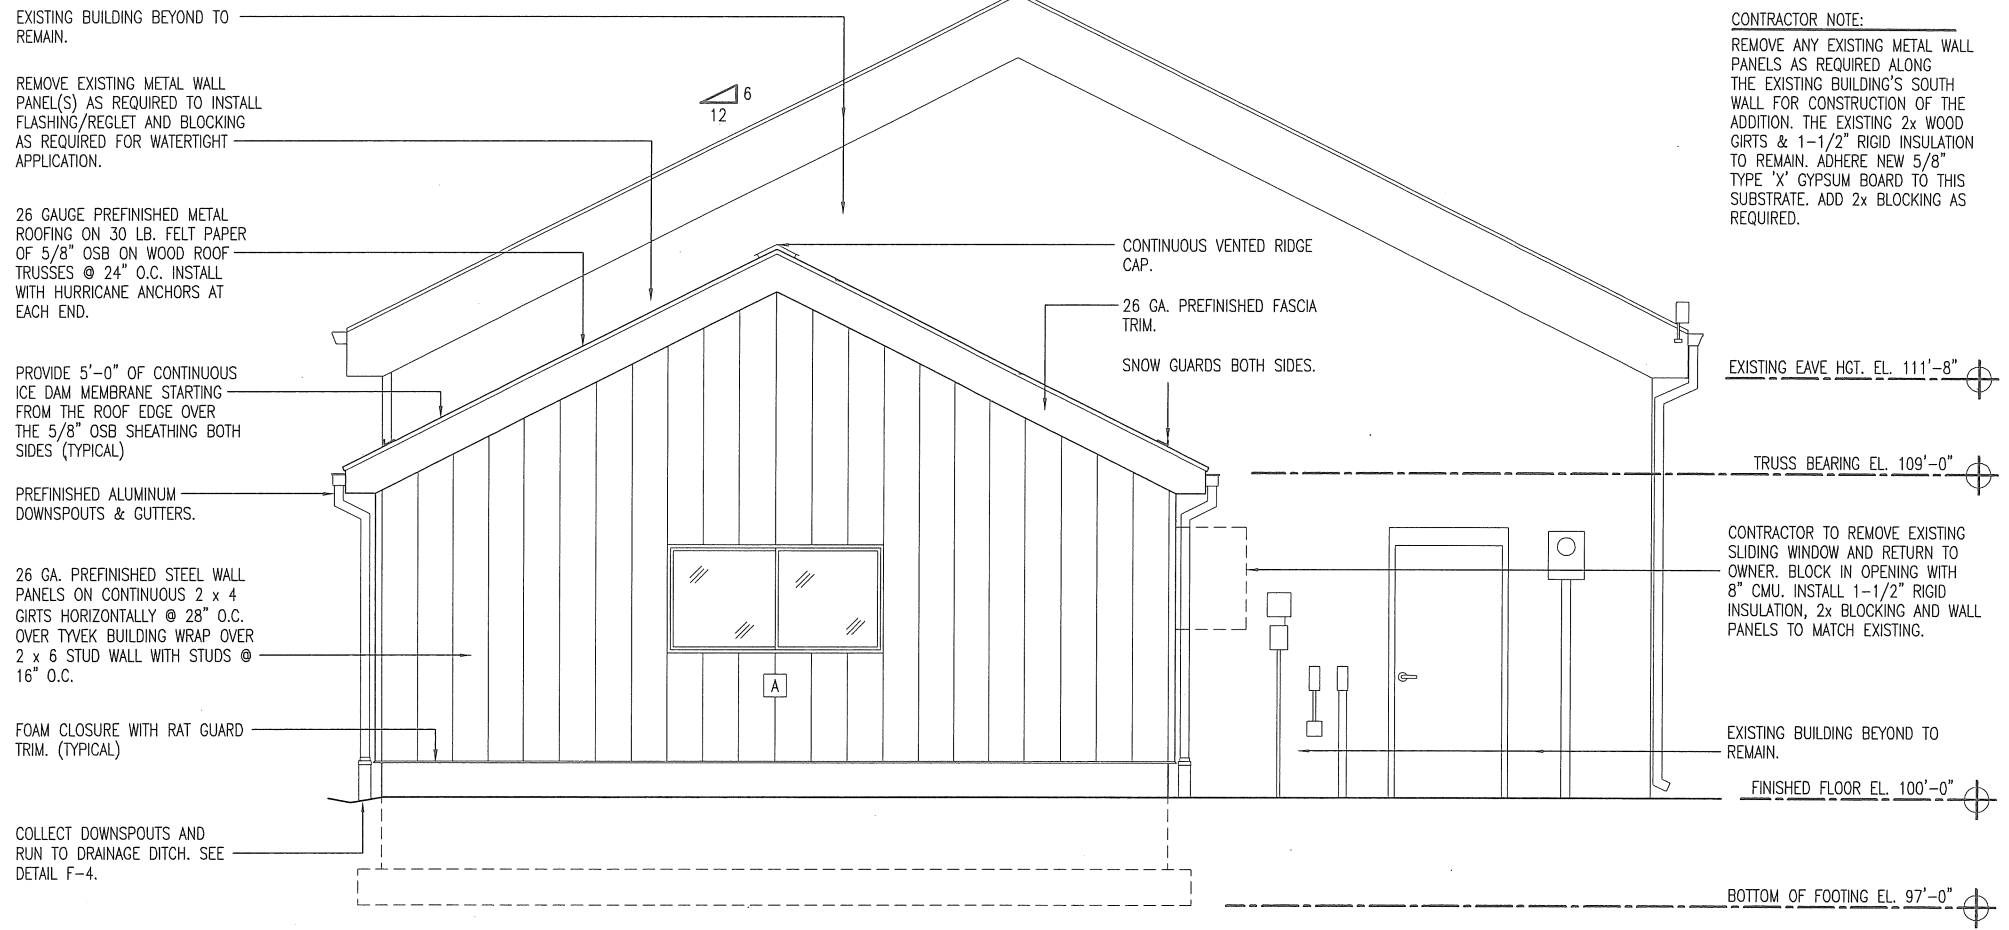 EXISTING BUILDING BEYOND TO
REMAIN.
REMOVE EXISTING METAL WALL
PANEL(S) AS REQUIRED TO INSTALL
FLASHING/REGLET AND BLOCKING
AS REQUIRED FOR WATERTIGHT
APPLICATION.
26 GAUGE PREFINISHED METAL
ROOFING ON 30 LB. FELT PAPER
OF 5/8" OSB ON WOOD ROOF
TRUSSES @ 24" O.C. INSTALL
WITH HURRICANE ANCHORS AT
EACH END.
PROVIDE 5'-0" OF CONTINUOUS
ICE DAM MEMBRANE STARTING
FROM THE ROOF EDGE OVER
THE 5/8" OSB SHEATHING BOTH
SIDES (TYPICAL)
PREFINISHED ALUMINUM
DOWNSPOUTS & GUTTERS.
26 GA. PREFINISHED STEEL WALL
PANELS ON CONTINUOUS 2 x 4
GIRTS HORIZONTALLY @ 28" O.C.
OVER TYVEK BUILDING WRAP OVER
2 x 6 STUD WALL WITH STUDS @
16" O.C.
FOAM CLOSURE WITH RAT GUARD
TRIM. (TYPICAL)
COLLECT DOWNSPOUTS AND
RUN TO DRAINAGE DITCH. SEE
DETAIL F-4.
6
12
A
CONTINUOUS VENTED RIDGE
CAP.
26 GA. PREFINISHED FASCIA
TRIM.
SNOW GUARDS BOTH SIDES.
CONTRACTOR NOTE:
REMOVE ANY EXISTING METAL WALL
PANELS AS REQUIRED ALONG
THE EXISTING BUILDING'S SOUTH
WALL FOR CONSTRUCTION OF THE
ADDITION. THE EXISTING 2x WOOD
GIRTS & 1-1/2" RIGID INSULATION
TO REMAIN. ADHERE NEW 5/8"
TYPE 'X' GYPSUM BOARD TO THIS
SUBSTRATE. ADD 2x BLOCKING AS
REQUIRED.
EXISTING EAVE HGT. EL. 111'-8"
TRUSS BEARING EL. 109'-0"
CONTRACTOR TO REMOVE EXISTING
SLIDING WINDOW AND RETURN TO
OWNER. BLOCK IN OPENING WITH
8" CMU. INSTALL 1-1/2" RIGID
INSULATION, 2x BLOCKING AND WALL
PANELS TO MATCH EXISTING.
EXISTING BUILDING BEYOND TO
REMAIN.
FINISHED FLOOR EL. 100'-0"
BOTTOM OF FOOTING EL. 97'-0"